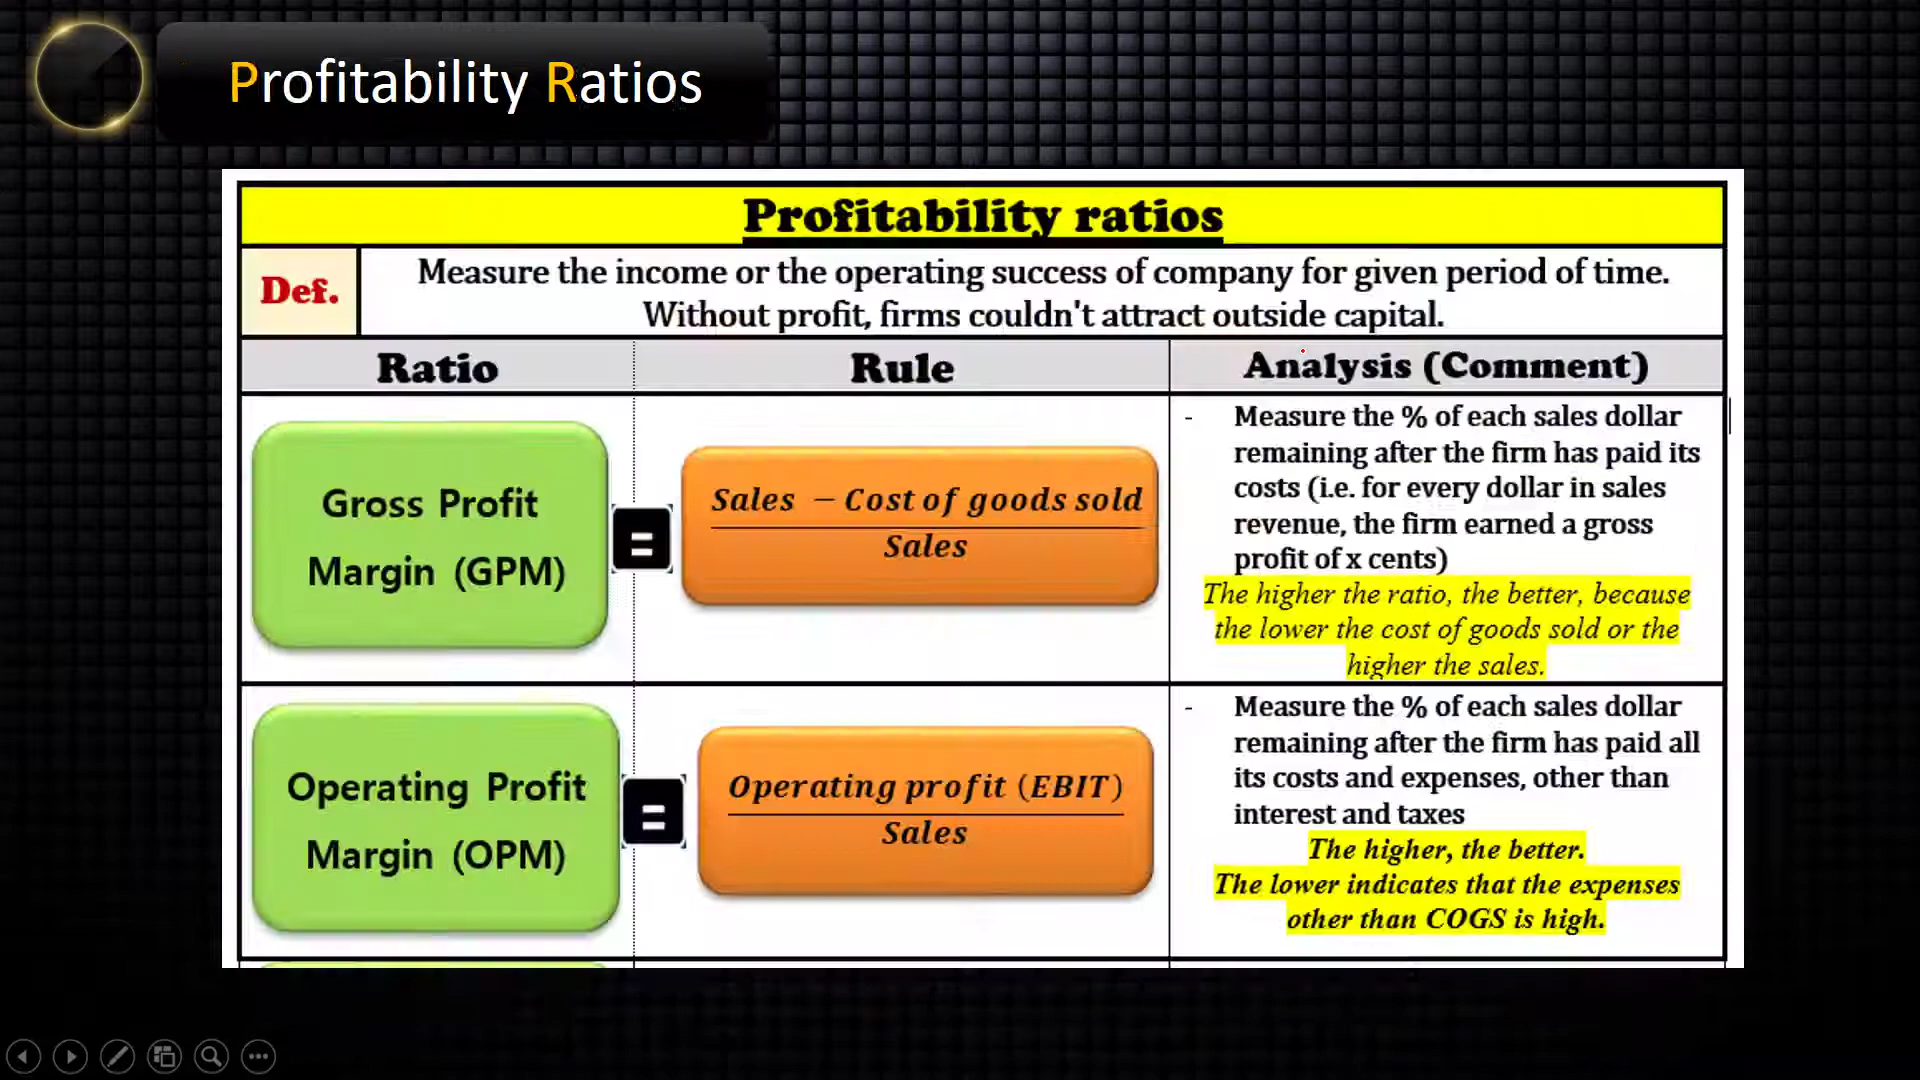 Profitability Ratios
Profitability ratios
Def.
Measure the income or the operating success of company for given period of time.
Without profit, firms couldn't attract outside capital.
Ratio
Rule
Analysis (Comment)
Gross Profit
Margin (GPM)
=
Sales − Cost of goods sold
Sales
- Measure the % of each sales dollar
remaining after the firm has paid its
costs (i.e. for every dollar in sales
revenue, the firm earned a gross
profit of x cents)
The higher the ratio, the better, because
the lower the cost of goods sold or the
higher the sales.
Operating Profit
Margin (OPM)
=
Operating profit (EBIT)
Sales
- Measure the % of each sales dollar
remaining after the firm has paid all
its costs and expenses, other than
interest and taxes
The higher, the better.
The lower indicates that the expenses
other than COGS is high.